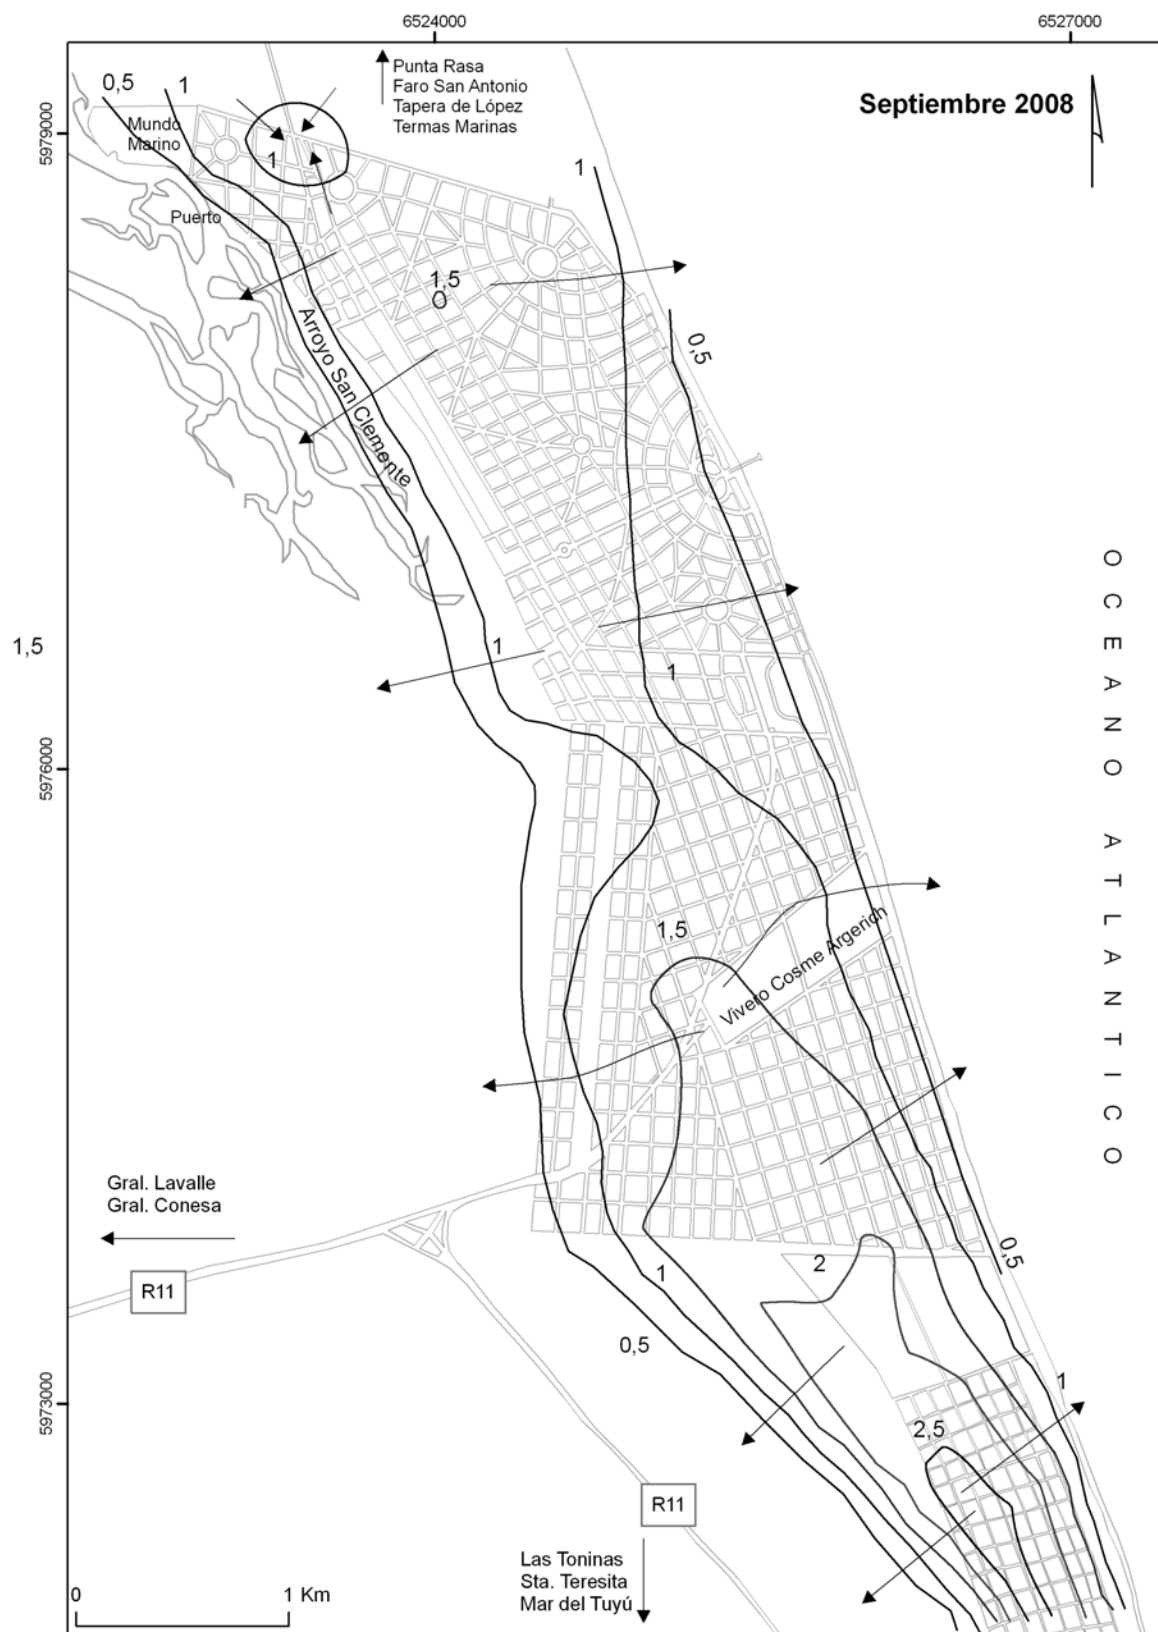 6524000
6527000
0,5
1
Punta Rasa
Faro San Antonio
Tapera de López
Termas Marinas
Septiembre 2008
5979000
Mundo
Marino
1
1
Puerto
1,5
Arroyo San Clemente
0,5
OCEANO ATLANTICO
1,5
1
1
5976000
1,5
Vivero Cosme Argerich
Gral. Lavalle
Gral. Conesa
0,5
2
1
R11
0,5
1
5973000
2,5
R11
Las Toninas
Sta. Teresita
Mar del Tuyú
0
1 Km